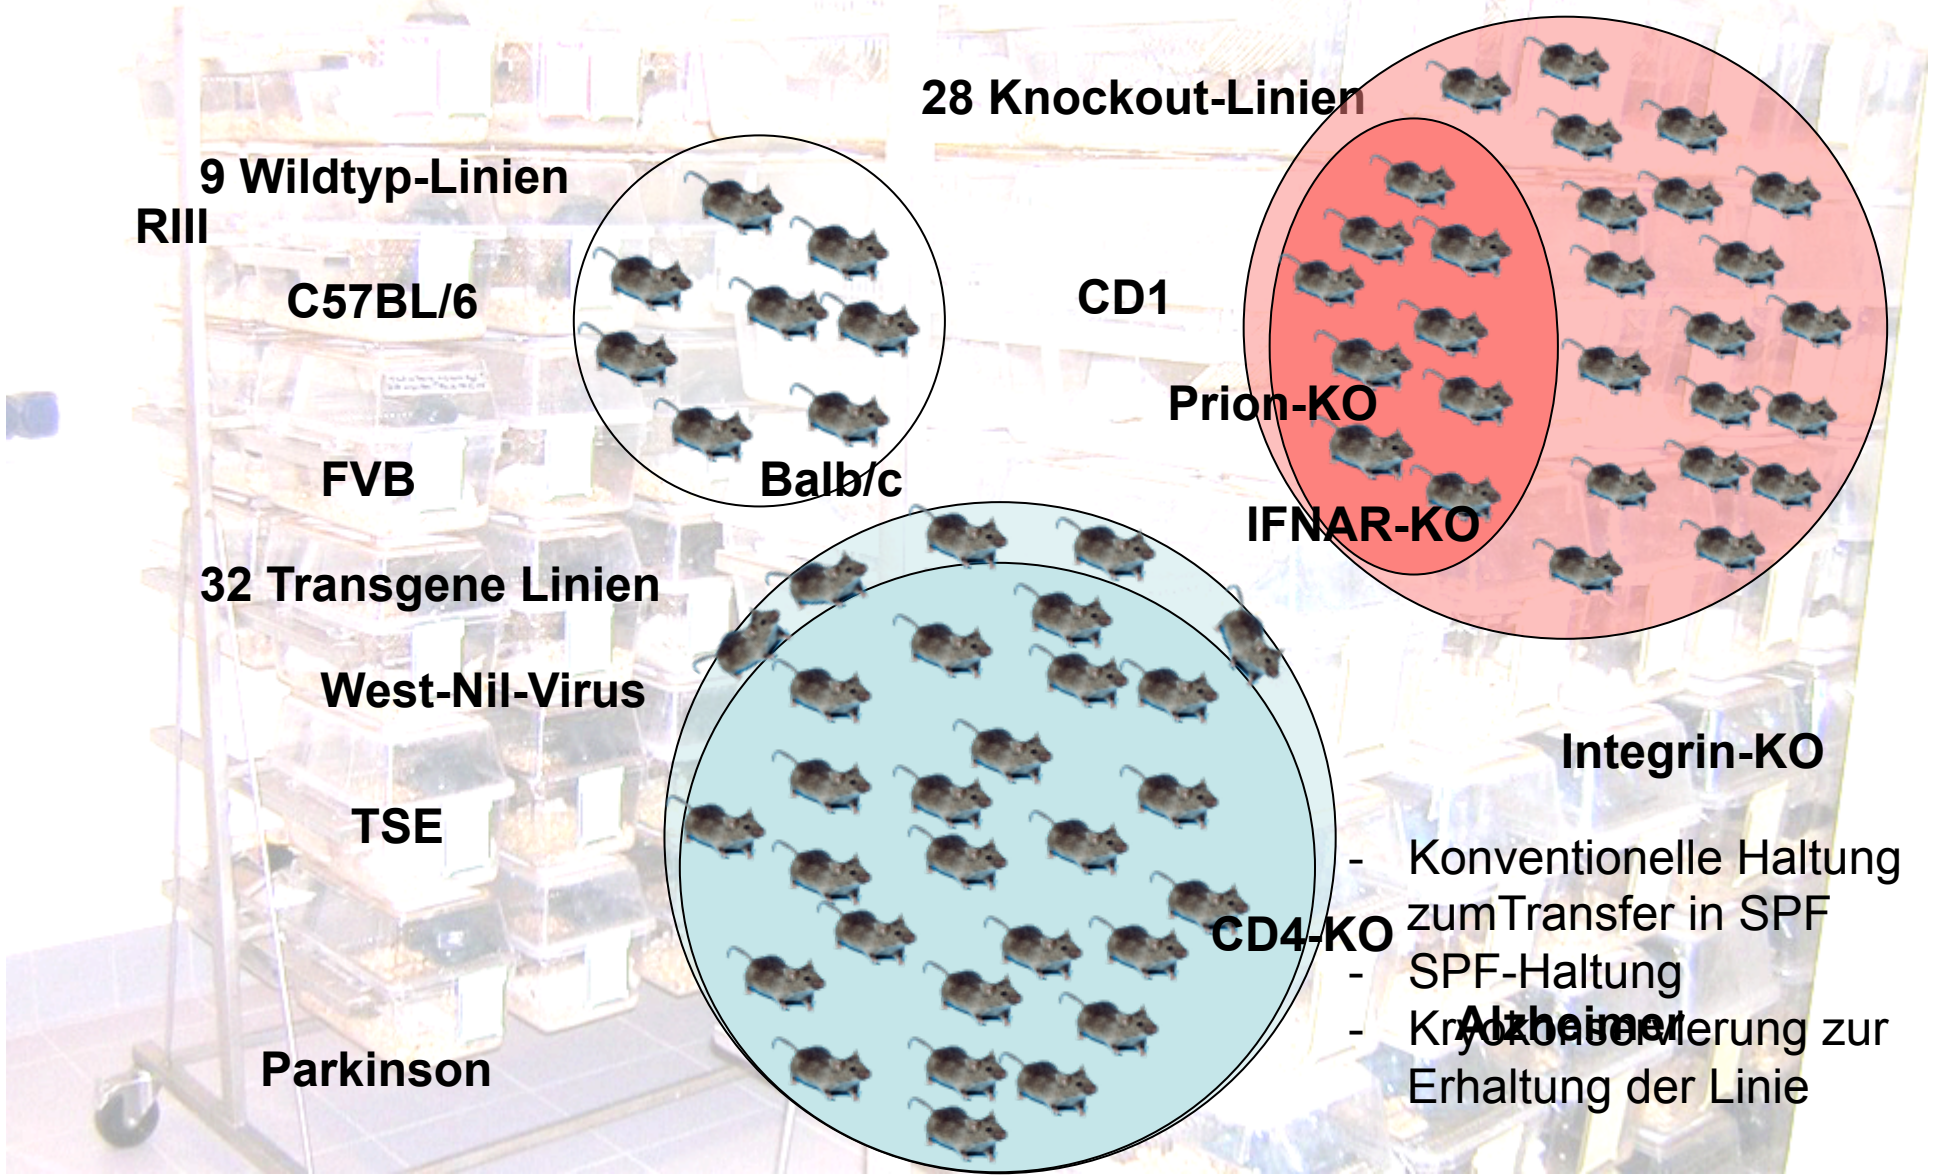 28 Knockout-Linien
9 Wildtyp-Linien
RIII
C57BL/6
CD1
Prion-KO
FVB
Balb/c
IFNAR-KO
32 Transgene Linien
West-Nil-Virus
Integrin-KO
TSE
- Konventionelle Haltung
zumTransfer in SPF
CD4-KO
- SPF-Haltung
Alzheimer
- Kryokonservierung zur
Erhaltung der Linie
Parkinson